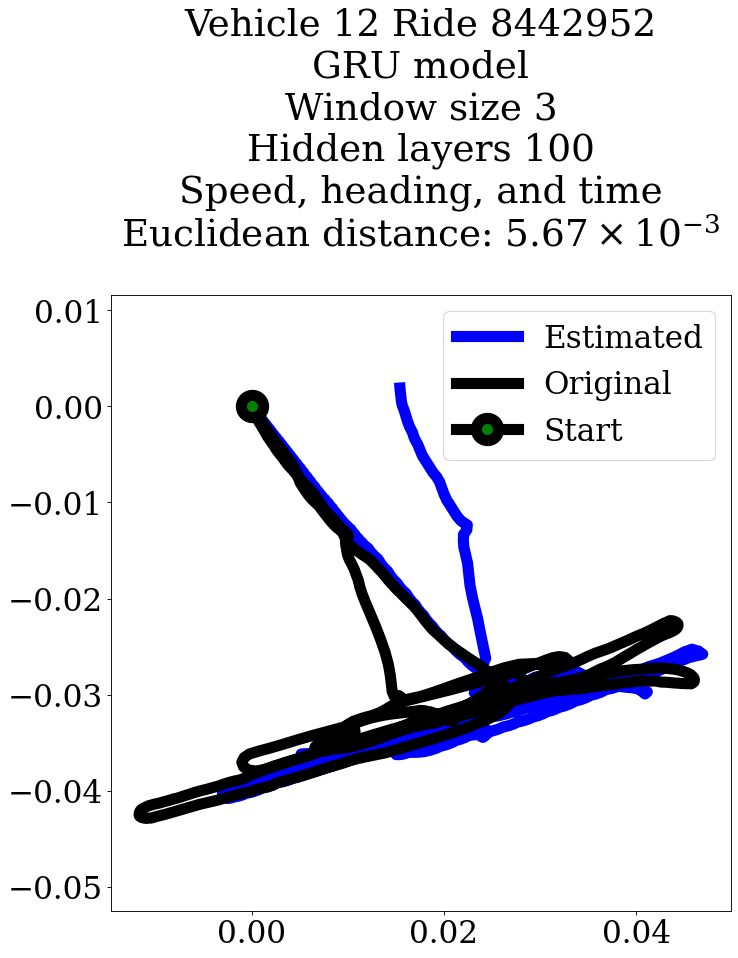 Vehicle 12 Ride 8442952
GRU model
Window size 3
Hidden layers 100
Speed, heading, and time
Euclidean distance: 5.67 × 10⁻³
Estimated
Original
Start
0.01
0.00
−0.01
−0.02
−0.03
−0.04
−0.05
0.00 0.02 0.04